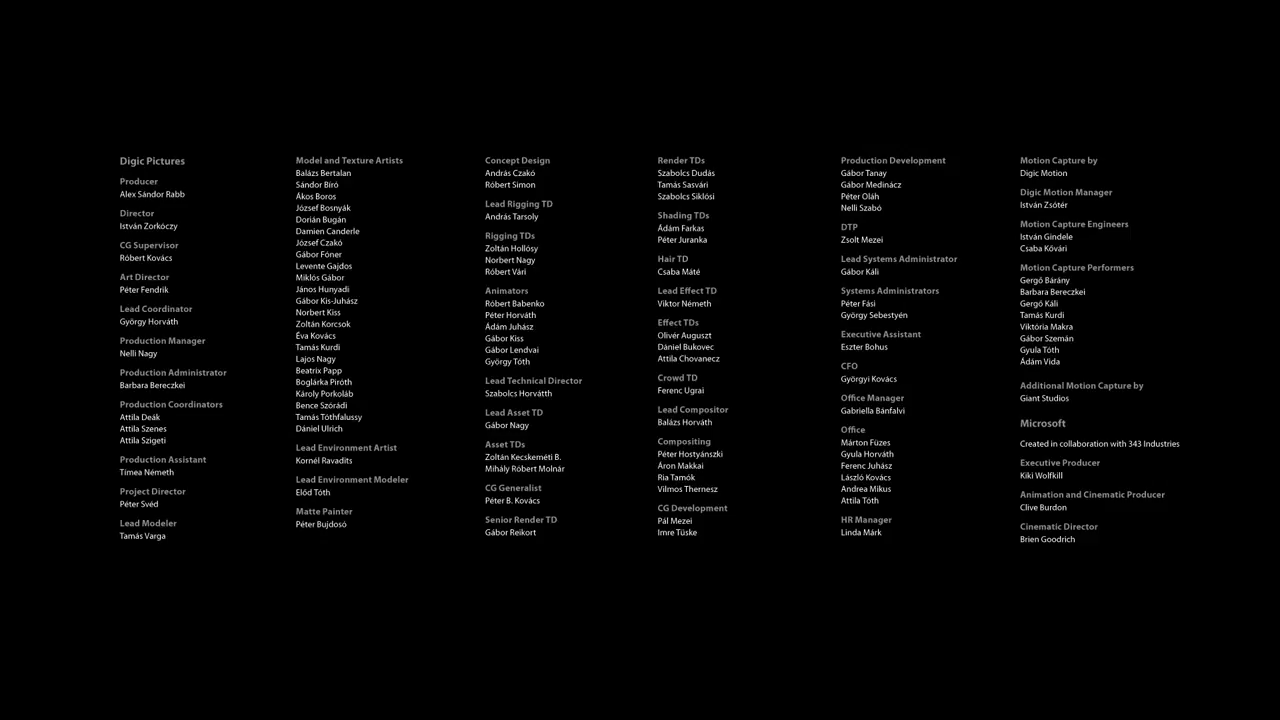 Digic Pictures
Producer
Alex Sándor Rabb
Director
István Zorkóczy
CG Supervisor
Róbert Kovács
Art Director
Péter Fendrik
Lead Coordinator
György Horváth
Production Manager
Nelli Nagy
Production Administrator
Barbara Bereczkei
Production Coordinators
Attila Deák
Attila Szenes
Attila Szigeti
Production Assistant
Tímea Németh
Project Director
Péter Svéd
Lead Modeler
Tamás Varga
Model and Texture Artists
Balázs Bertalan
Sándor Bíró
Ákos Boros
József Bosnyák
Dorián Bugán
Damien Canderle
József Czakó
Gábor Fóner
Levente Gajdos
Miklós Gábor
János Hunyadi
Gábor Kis-Juhász
Norbert Kiss
Zoltán Korcsok
Éva Kovács
Tamás Kurdi
Lajos Nagy
Beatrix Papp
Boglárka Piróth
Károly Porkoláb
Bence Szórádi
Tamás Tóthfalussy
Dániel Ulrich
Lead Environment Artist
Kornél Ravadits
Lead Environment Modeler
Előd Tóth
Matte Painter
Péter Bujdosó
Concept Design
András Czakó
Róbert Simon
Lead Rigging TD
András Tarsoly
Rigging TDs
Zoltán Hollósy
Norbert Nagy
Róbert Vári
Animators
Róbert Babenko
Péter Horváth
Ádám Juhász
Gábor Kiss
Gábor Lendvai
György Tóth
Lead Technical Director
Szabolcs Horvátth
Lead Asset TD
Gábor Nagy
Asset TDs
Zoltán Kecskeméti B.
Mihály Róbert Molnár
CG Generalist
Péter B. Kovács
Senior Render TD
Gábor Reikort
Render TDs
Szabolcs Dudás
Tamás Sasvári
Szabolcs Siklósi
Shading TDs
Ádám Farkas
Péter Juranka
Hair TD
Csaba Máté
Lead Effect TD
Viktor Németh
Effect TDs
Olivér Auguszt
Dániel Bukovec
Attila Chovanecz
Crowd TD
Ferenc Ugrai
Lead Compositor
Balázs Horváth
Compositing
Péter Hostyánszki
Áron Makkai
Ria Tamók
Vilmos Thernesz
CG Development
Pál Mezei
Imre Tüske
Production Development
Gábor Tanay
Gábor Medinácz
Péter Oláh
Nelli Szabó
DTP
Zsolt Mezei
Lead Systems Administrator
Gábor Káli
Systems Administrators
Péter Fási
György Sebestyén
Executive Assistant
Eszter Bohus
CFO
Györgyi Kovács
Office Manager
Gabriella Bánfalvi
Office
Márton Füzes
Gyula Horváth
Ferenc Juhász
László Kovács
Andrea Mikus
Attila Tóth
HR Manager
Linda Márk
Motion Capture by
Digic Motion
Digic Motion Manager
István Zsótér
Motion Capture Engineers
István Gindele
Csaba Kővári
Motion Capture Performers
Gergő Bárány
Barbara Bereczkei
Gergő Káli
Tamás Kurdi
Viktória Makra
Gábor Szemán
Gyula Tóth
Ádám Vida
Additional Motion Capture by
Giant Studios
Microsoft
Created in collaboration with 343 Industries
Executive Producer
Kiki Wolfkill
Animation and Cinematic Producer
Clive Burdon
Cinematic Director
Brien Goodrich